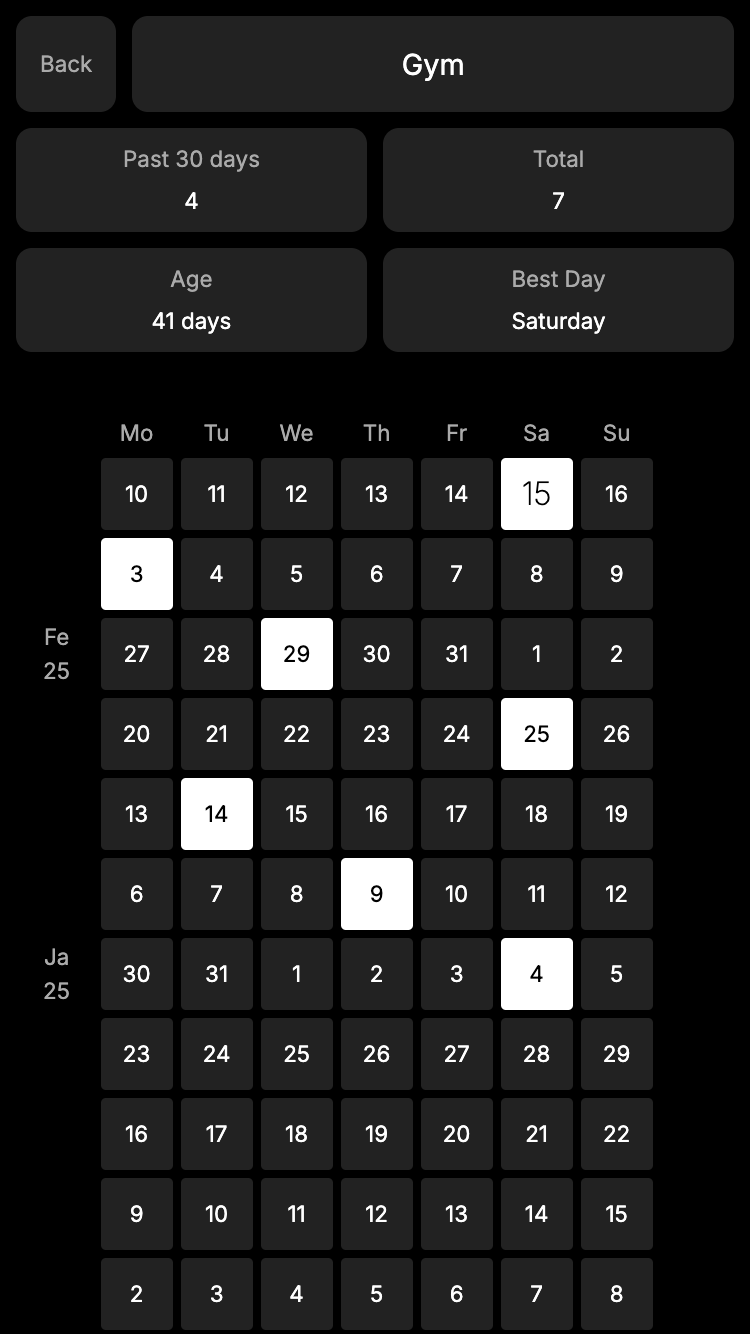 Back
Gym
Past 30 days
4
Total
7
Age
41 days
Best Day
Saturday
Mo Tu We Th Fr Sa Su
10 11 12 13 14 15 16
3 4 5 6 7 8 9
Fe
25
27 28 29 30 31 1 2
20 21 22 23 24 25 26
13 14 15 16 17 18 19
6 7 8 9 10 11 12
Ja
25
30 31 1 2 3 4 5
23 24 25 26 27 28 29
16 17 18 19 20 21 22
9 10 11 12 13 14 15
2 3 4 5 6 7 8